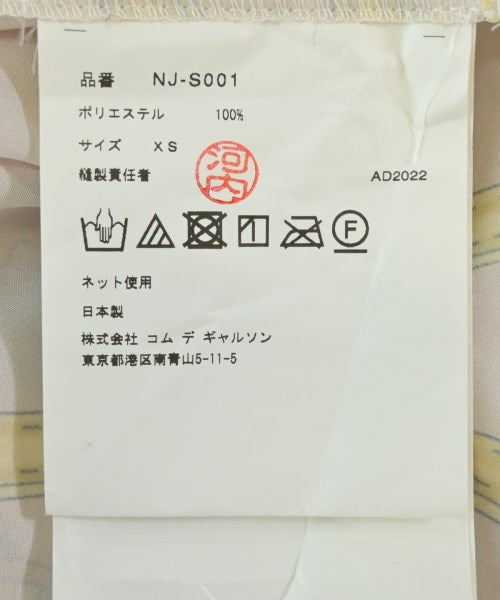 品番 NJ-S001
ポリエステル 100%
サイズ XS
縫製責任者 河内 AD2022
F
ネット使用
日本製
株式会社 コム デ ギャルソン
東京都港区南青山5-11-5